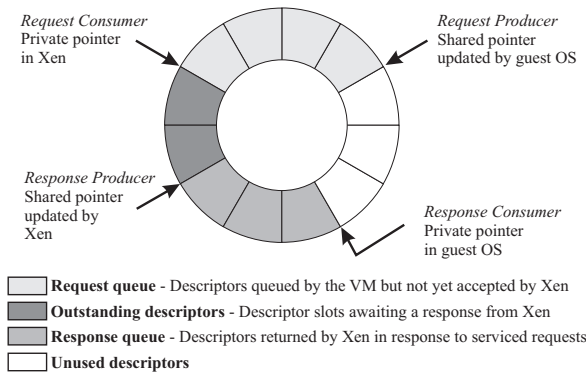 Request Consumer
Private pointer
in Xen
Request Producer
Shared pointer
updated by guest OS
Response Producer
Shared pointer
updated by
Xen
Response Consumer
Private pointer
in guest OS
Request queue - Descriptors queued by the VM but not yet accepted by Xen
Outstanding descriptors - Descriptor slots awaiting a response from Xen
Response queue - Descriptors returned by Xen in response to serviced requests
Unused descriptors